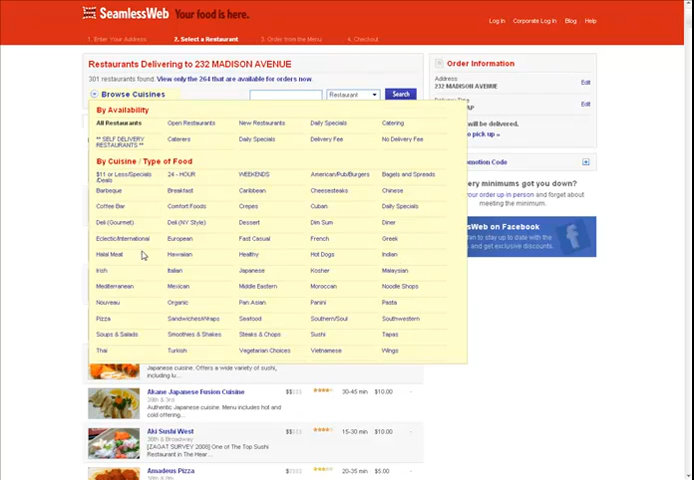 SeamlessWeb Your food is here.
Log In Corporate Log In Blog Help
1. Enter Your Address 2. Select a Restaurant 3. Order from the Menu 4. Checkout
Restaurants Delivering to 232 MADISON AVENUE
301 restaurants found. View only the 264 that are available for orders now.
Browse Cuisines Restaurant Search
By Availability
All Restaurants Open Restaurants New Restaurants Daily Specials Catering
** SELF DELIVERY RESTAURANTS ** Caterers Daily Specials Delivery Fee No Delivery Fee
By Cuisine / Type of Food
$11 or Less/Specials /Deals 24 - HOUR WEEKENDS American/Pub/Burgers Bagels and Spreads
Barbeque Breakfast Caribbean Cheesesteaks Chinese
Coffee Bar Comfort Foods Crepes Cuban Daily Specials
Deli (Gourmet) Deli (NY Style) Dessert Dim Sum Diner
Eclectic/International European Fast Casual French Greek
Halal Meat Hawaiian Healthy Hot Dogs Indian
Irish Italian Japanese Kosher Malaysian
Mediterranean Mexican Middle Eastern Moroccan Noodle Shops
Nouveau Organic Pan Asian Panini Pasta
Pizza Sandwiches/Wraps Seafood Southern/Soul Southwestern
Soups & Salads Smoothies & Shakes Steaks & Chops Sushi Tapas
Thai Turkish Vegetarian Choices Vietnamese Wings
Japanese cuisine. Offers a wide variety of sushi,
including lu...
Akane Japanese Fusion Cuisine $$$$$ 30-45 min $10.00 -
Authentic Japanese cuisine. Menu includes hot and
cold offering...
Aki Sushi West $$$$$ 15-30 min $10.00 -
[ZAGAT SURVEY 2008] One of The Top Sushi
Restaurant in The Hear...
Amadeus Pizza $$$$$ 20-35 min $5.00 -
Order Information
Address
232 MADISON AVENUE Edit
Edit
will be delivered.
to pick up »
omotion Code
ery minimums got you down?
your order up in person and forget about
meeting the minimum.
sWeb on Facebook
fan to stay up to date with the
s and get exclusive discounts.